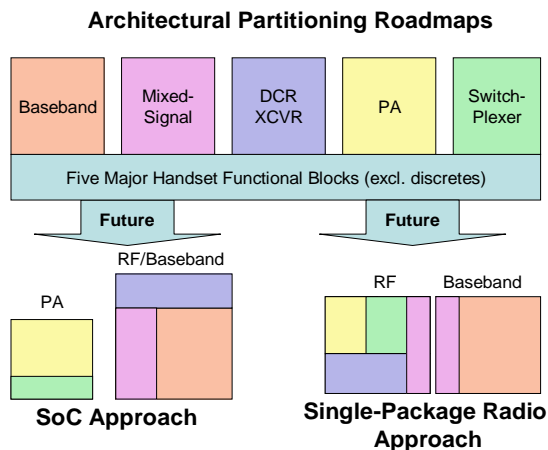 Architectural Partitioning Roadmaps
Baseband
Mixed-
Signal
DCR
XCVR
PA
Switch-
Plexer
Five Major Handset Functional Blocks (excl. discretes)
Future
Future
RF/Baseband
PA
RF
Baseband
SoC Approach
Single-Package Radio
Approach